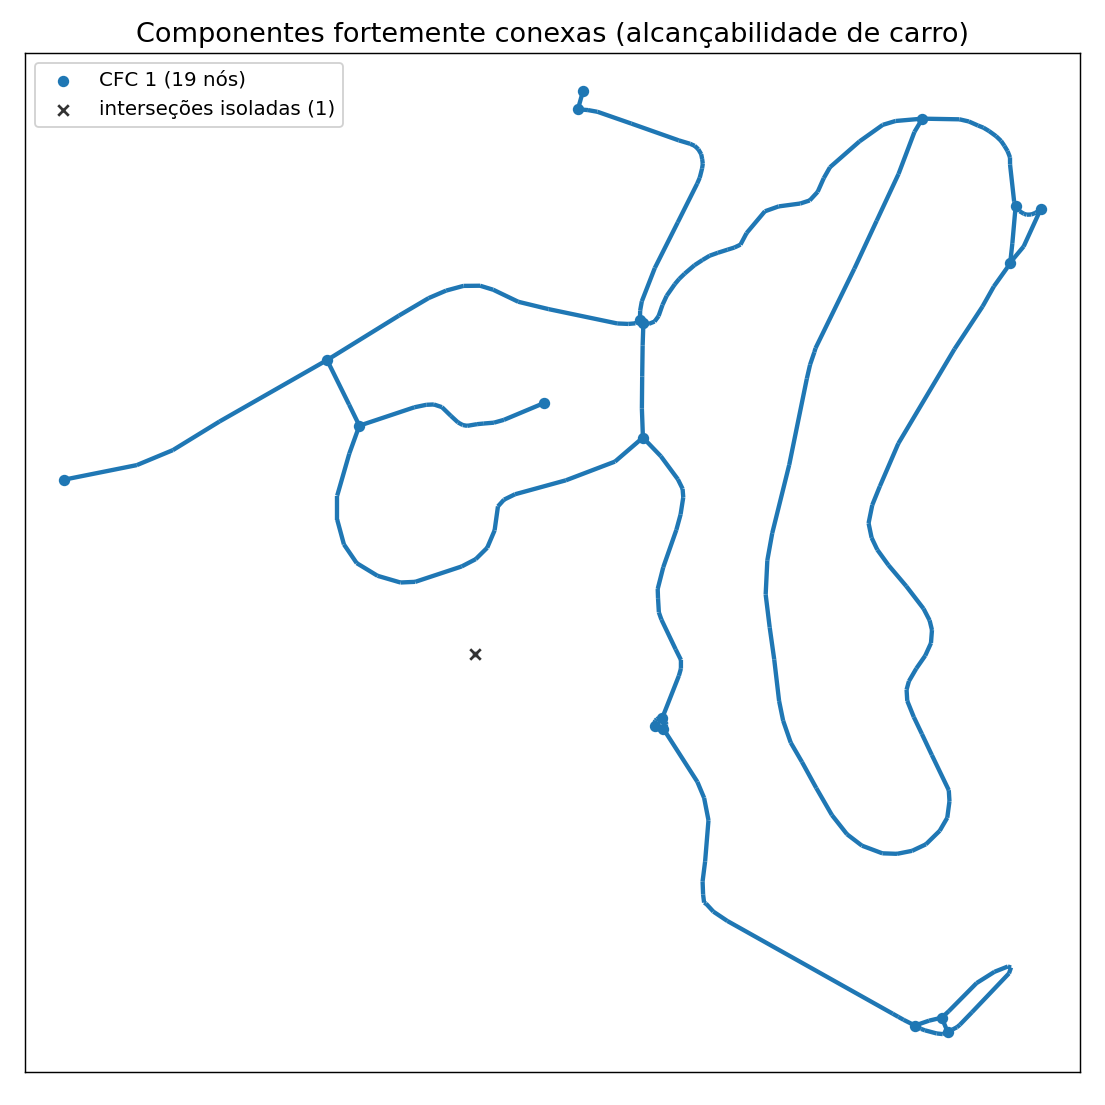 Componentes fortemente conexas (alcançabilidade de carro)
CFC 1 (19 nós)
interseções isoladas (1)